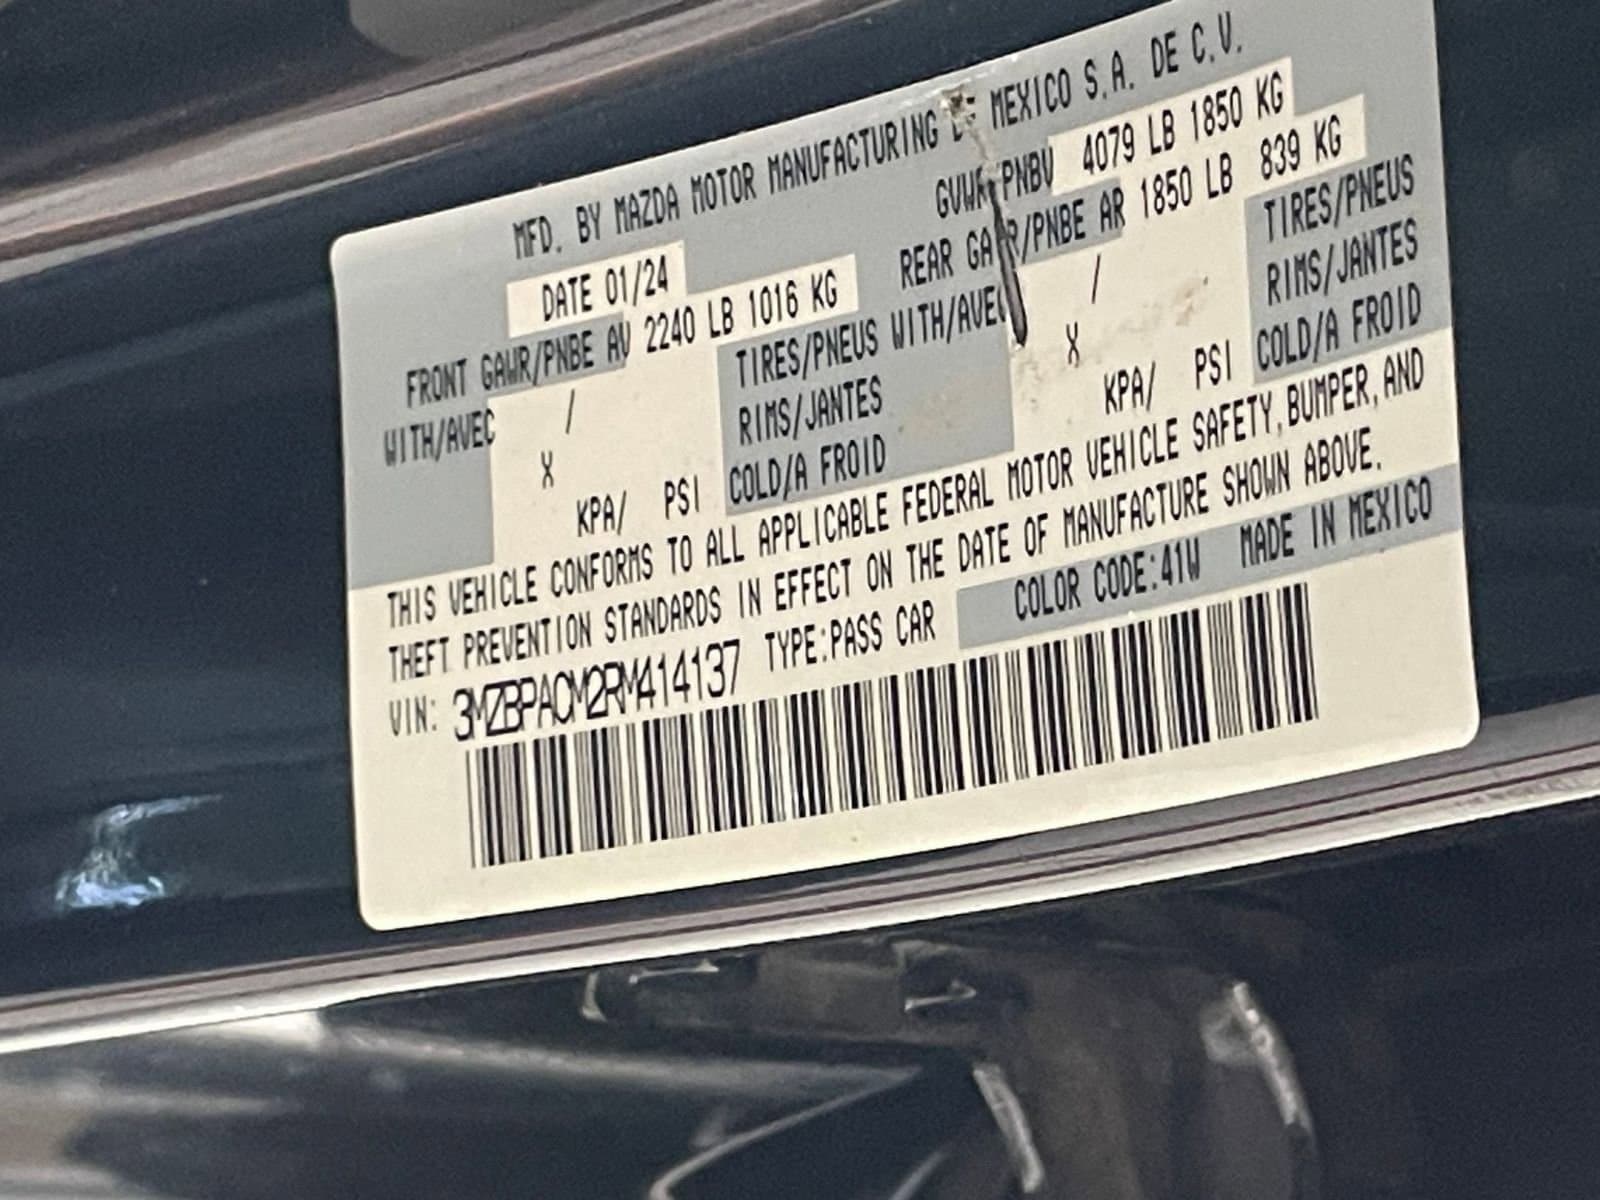 MFD. BY MAZDA MOTOR MANUFACTURING DE MEXICO S.A. DE C.V.
DATE 01/24 GVWR/PNBV 4079 LB 1850 KG
FRONT GAWR/PNBE AV 2240 LB 1016 KG REAR GAWR/PNBE AR 1850 LB 839 KG
WITH/AVEC / TIRES/PNEUS WITH/AVEC / TIRES/PNEUS
X RIMS/JANTES X RIMS/JANTES
KPA/ PSI COLD/A FROID KPA/ PSI COLD/A FROID
THIS VEHICLE CONFORMS TO ALL APPLICABLE FEDERAL MOTOR VEHICLE SAFETY, BUMPER, AND
THEFT PREVENTION STANDARDS IN EFFECT ON THE DATE OF MANUFACTURE SHOWN ABOVE.
VIN: 3MZBPACM2RM414137 TYPE:PASS CAR COLOR CODE:41W MADE IN MEXICO